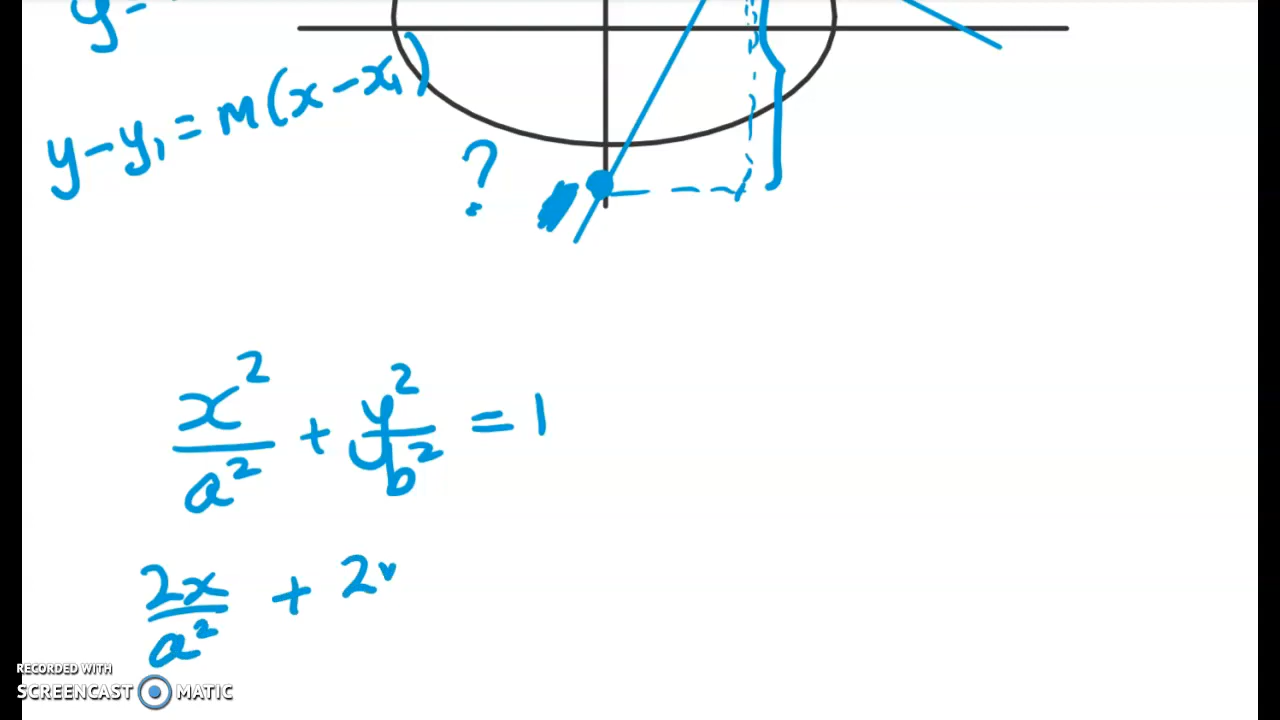 y=
y-y₁=m(x-x₁)
?
x²/a² + y²/b² = 1
2x/a² + 2
RECORDED WITH
SCREENCAST MATIC